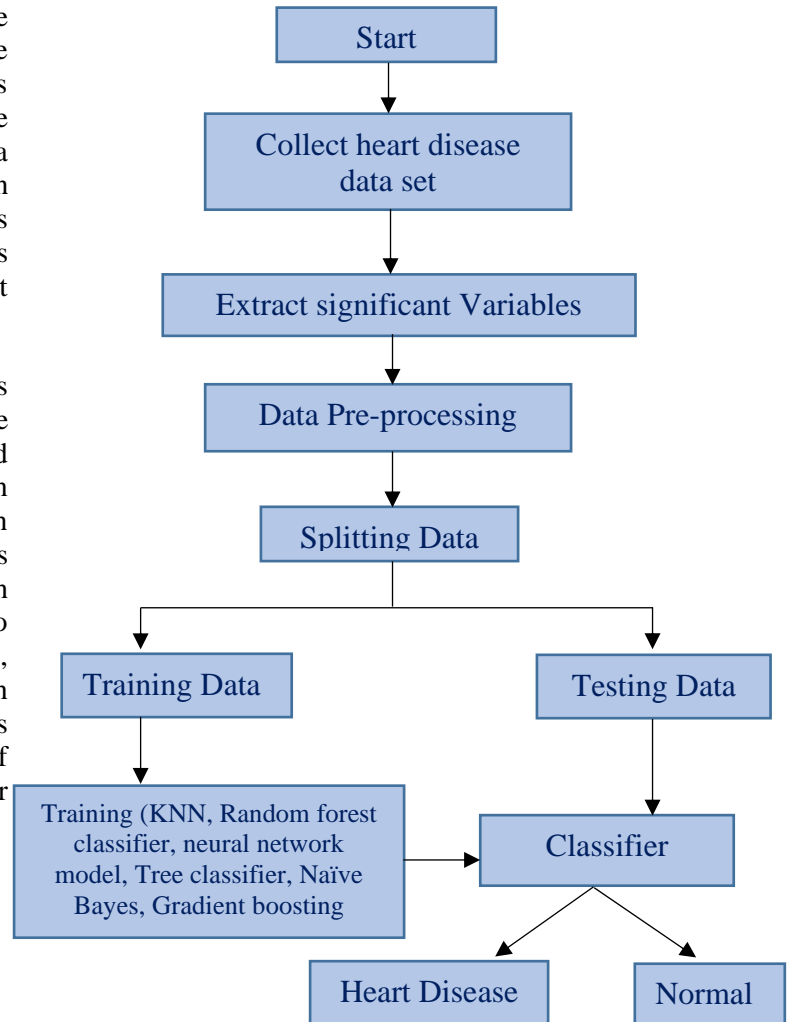 e
e
s
e
a
n
s
s
t
s
e
d
n
n
s
n
o
,
n
s
f
r
Start
Collect heart disease
data set
Extract significant Variables
Data Pre-processing
Splitting Data
Training Data
Testing Data
Training (KNN, Random forest
classifier, neural network
model, Tree classifier, Naïve
Bayes, Gradient boosting
Classifier
Heart Disease
Normal